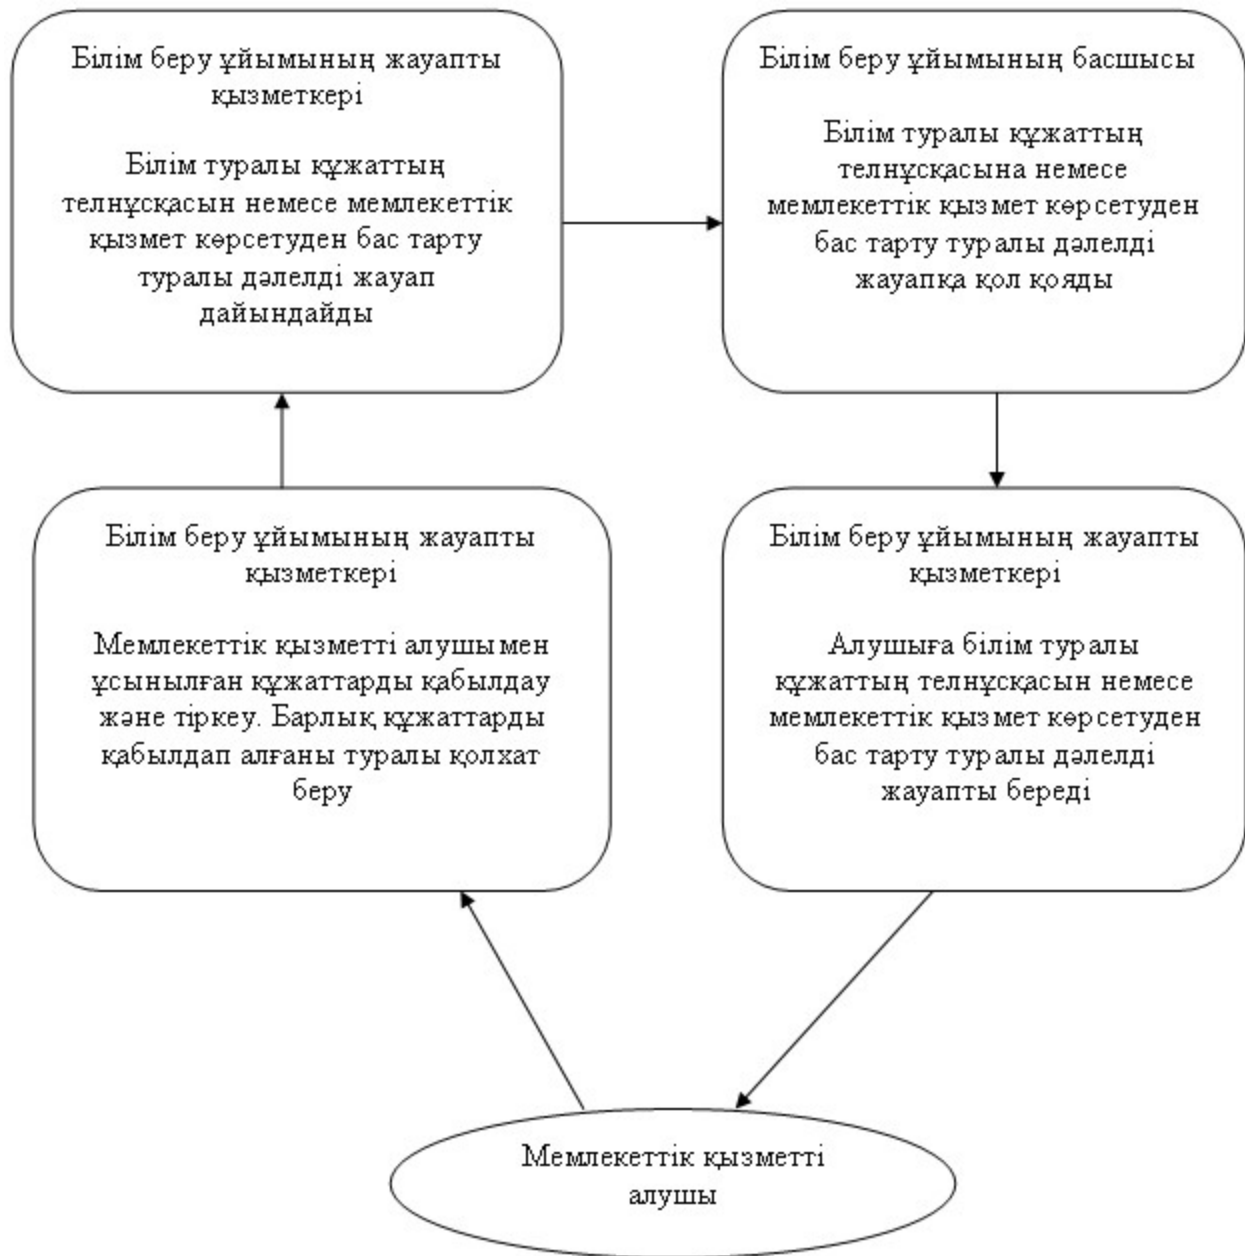 Білім беру ұйымының жауапты
қызметкері
Білім туралы құжаттың
телнұсқасын немесе мемлекеттік
қызмет көрсетуден бас тарту
туралы дәлелді жауап
дайындайды
Білім беру ұйымының басшысы
Білім туралы құжаттың
телнұсқасына немесе
мемлекеттік қызмет көрсетуден
бас тарту туралы дәлелді
жауапқа қол қояды
Білім беру ұйымының жауапты
қызметкері
Мемлекеттік қызметті алушымен
ұсынылған құжаттарды қабылдау
және тіркеу. Барлық құжаттарды
қабылдап алғаны туралы қолхат
беру
Білім беру ұйымының жауапты
қызметкері
Алушыға білім туралы
құжаттың телнұсқасын немесе
мемлекеттік қызмет көрсетуден
бас тарту туралы дәлелді
жауапты береді
Мемлекеттік қызметті
алушы